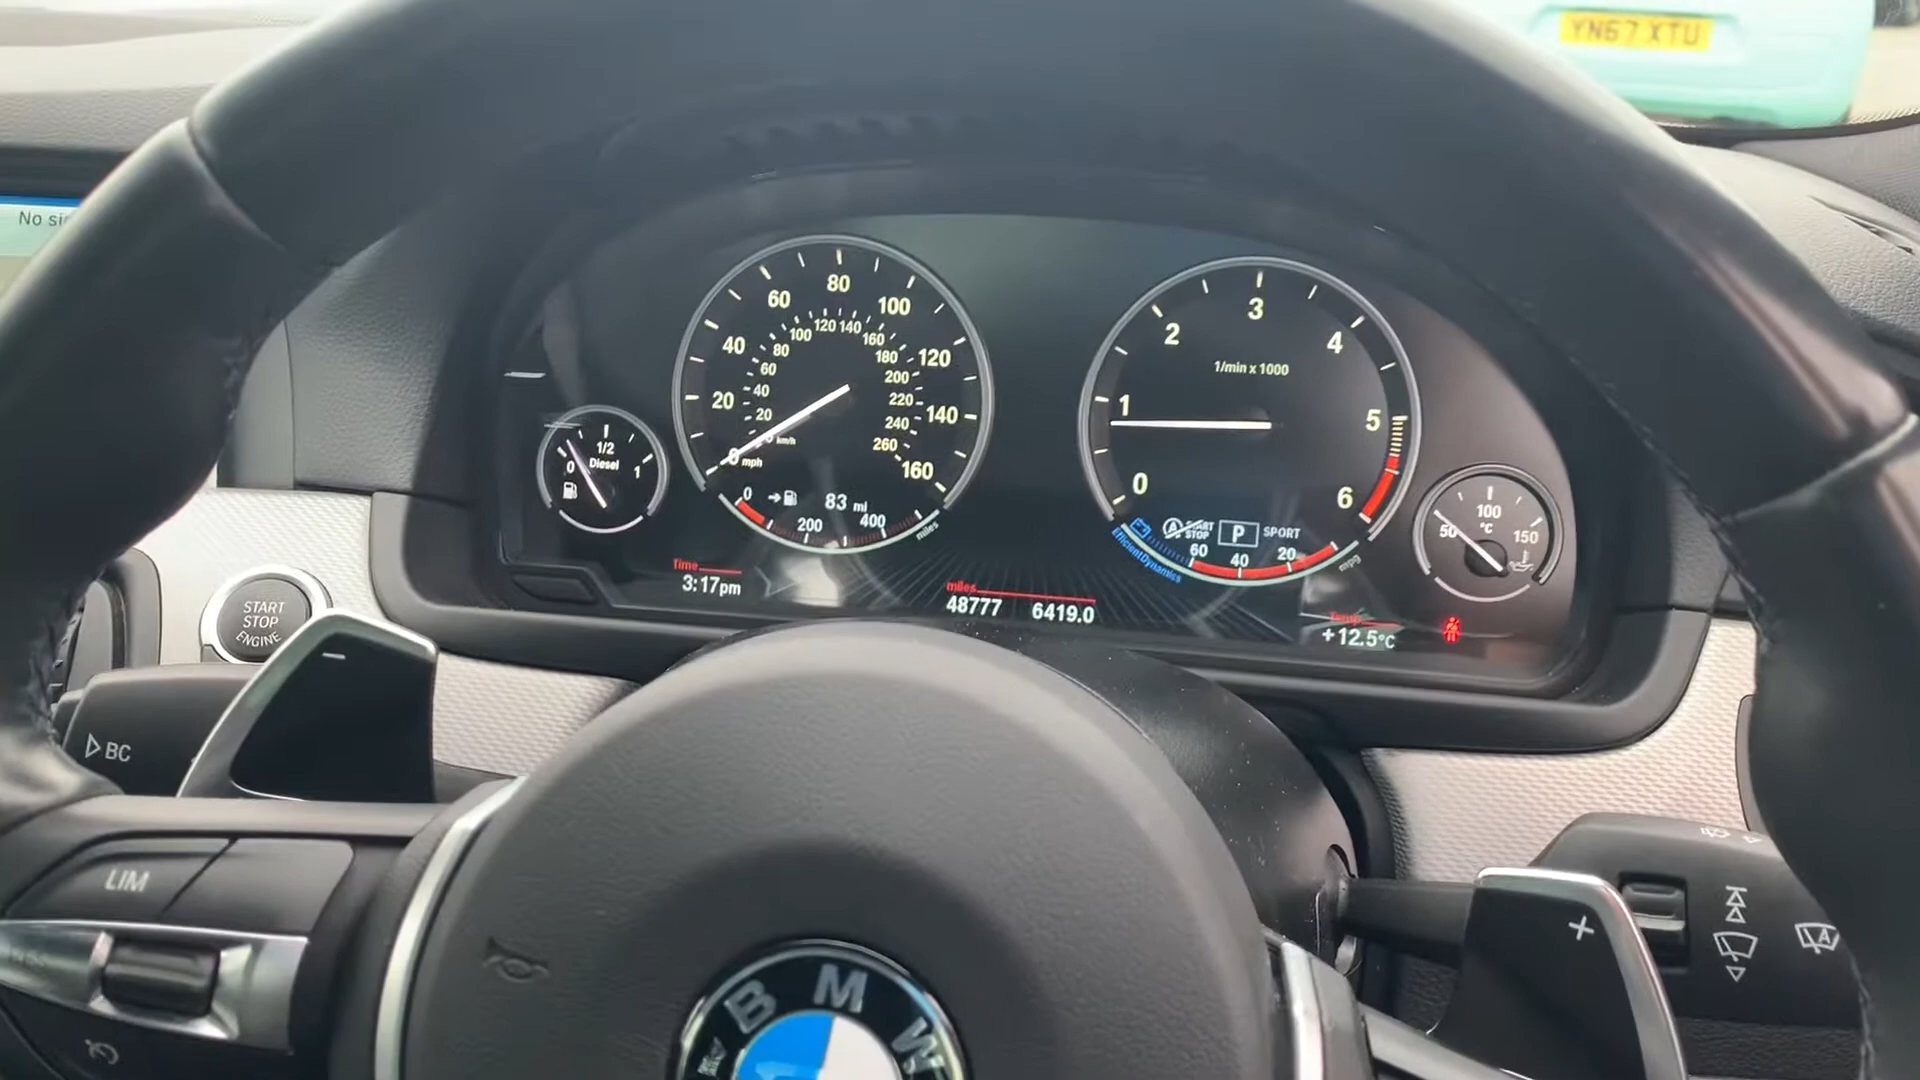 YN67 XTU
No si
80
60
100
40
120
20
140
0 mph
160
120 140
100
160
80
180
60
200
40
220
20
240
km/h
260
0
83 mi
200
400
miles
1/2
0
Diesel
1
3
2
4
1/min x 1000
1
5
0
6
START
STOP
P
SPORT
60
40
20
mpg
EfficientDynamics
100
50
°C
150
Time
3:17pm
miles
48777 6419.0
Temp
+12.5°C
START
STOP
ENGINE
−
BC
LIM
+
A
BMW